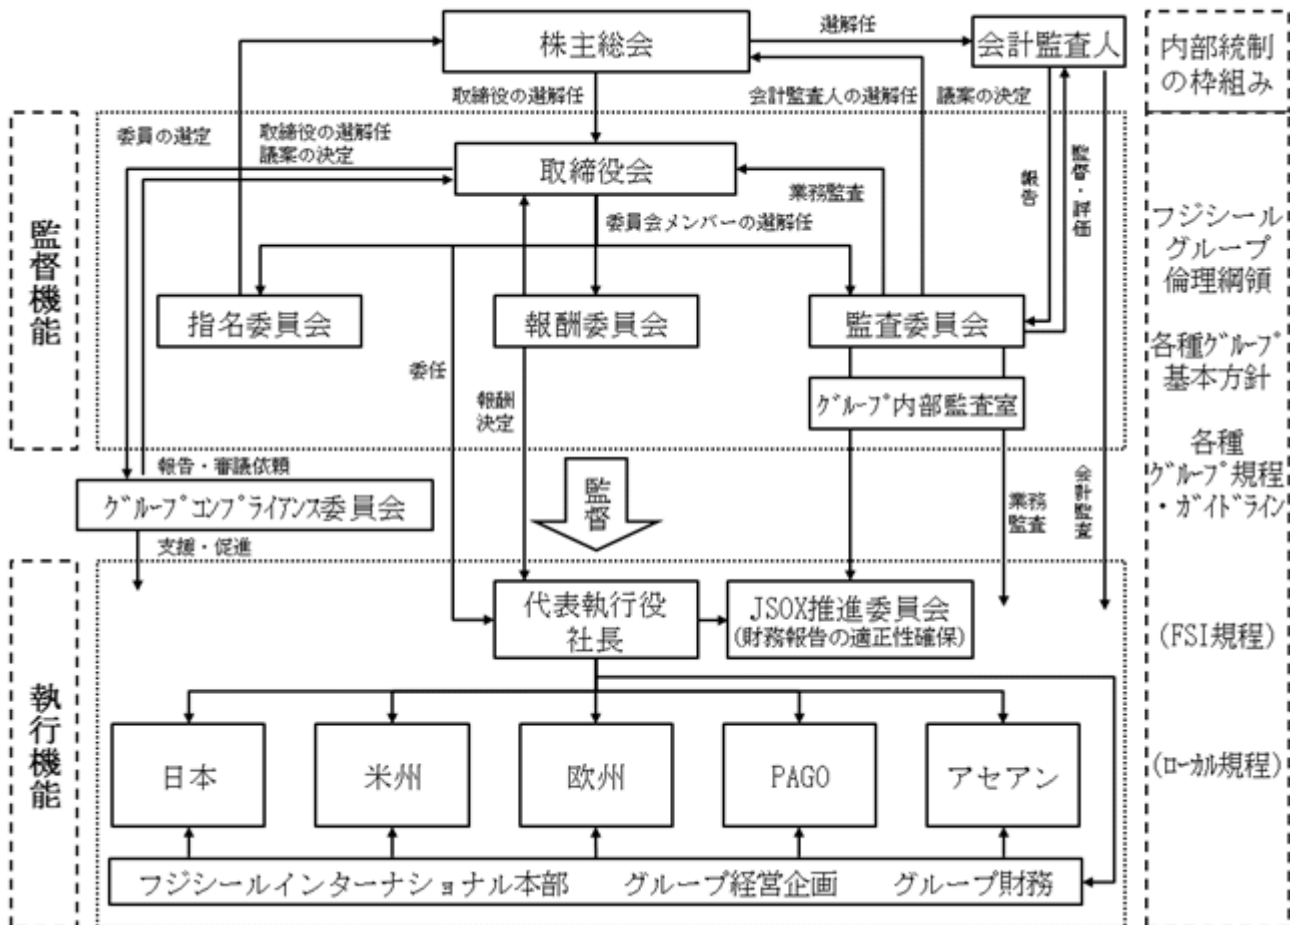 株主総会
選解任
会計監査人
内部統制
の枠組み
取締役の選解任
会計監査人の選解任
議案の決定
委員の選定
取締役の選解任
議案の決定
取締役会
業務監査
報告
監督・評価
委員会メンバーの選解任
監督機能
指名委員会
報酬委員会
監査委員会
委任
報酬
決定
グループ内部監査室
報告・審議依頼
グループコンプライアンス委員会
支援・促進
監督
業務
監査
会計監査
フジシール
グループ
倫理綱領
各種グループ
基本方針
各種
グループ規程
・ガイドライン
(FSI規程)
(ローカル規程)
執行機能
代表執行役
社長
JSOX推進委員会
(財務報告の適正性確保)
日本
米州
欧州
PAGO
アセアン
フジシールインターナショナル本部 グループ経営企画 グループ財務